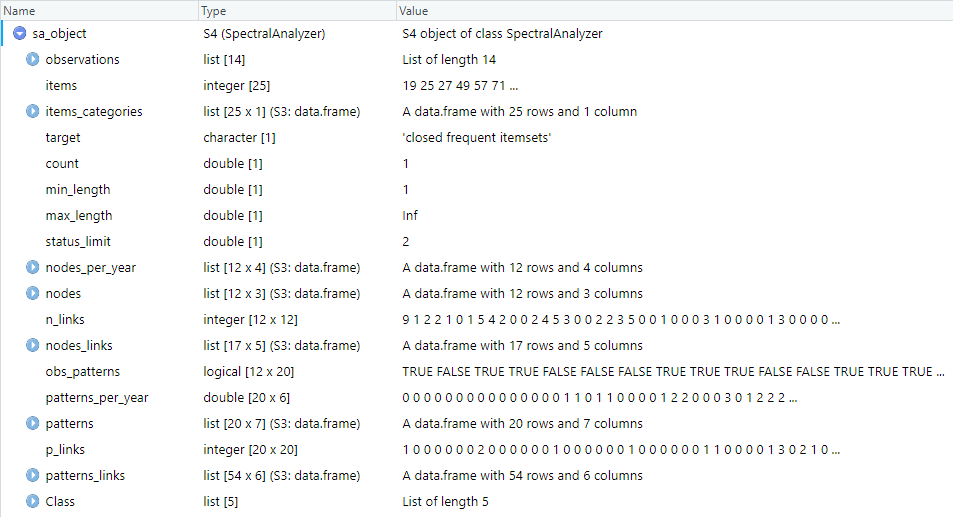 Name Type Value
sa_object S4 (SpectralAnalyzer) S4 object of class SpectralAnalyzer
observations list [14] List of length 14
items integer [25] 19 25 27 49 57 71 ...
items_categories list [25 x 1] (S3: data.frame) A data.frame with 25 rows and 1 column
target character [1] 'closed frequent itemsets'
count double [1] 1
min_length double [1] 1
max_length double [1] Inf
status_limit double [1] 2
nodes_per_year list [12 x 4] (S3: data.frame) A data.frame with 12 rows and 4 columns
nodes list [12 x 3] (S3: data.frame) A data.frame with 12 rows and 3 columns
n_links integer [12 x 12] 9 1 2 2 1 0 1 5 4 2 0 0 2 4 5 3 0 0 2 2 3 5 0 0 1 0 0 0 3 1 0 0 0 0 1 3 0 0 0 0 ...
nodes_links list [17 x 5] (S3: data.frame) A data.frame with 17 rows and 5 columns
obs_patterns logical [12 x 20] TRUE FALSE TRUE TRUE FALSE FALSE FALSE TRUE TRUE TRUE FALSE FALSE TRUE TRUE TRUE ...
patterns_per_year double [20 x 6] 0 0 0 0 0 0 0 0 0 0 0 0 0 0 0 1 1 0 1 1 0 0 0 0 1 2 2 0 0 0 3 0 1 2 2 2 ...
patterns list [20 x 7] (S3: data.frame) A data.frame with 20 rows and 7 columns
p_links integer [20 x 20] 1 0 0 0 0 0 0 2 0 0 0 0 0 0 1 0 0 0 0 0 0 1 0 0 0 0 0 0 1 1 0 0 0 0 1 3 0 2 1 0 ...
patterns_links list [54 x 6] (S3: data.frame) A data.frame with 54 rows and 6 columns
Class list [5] List of length 5